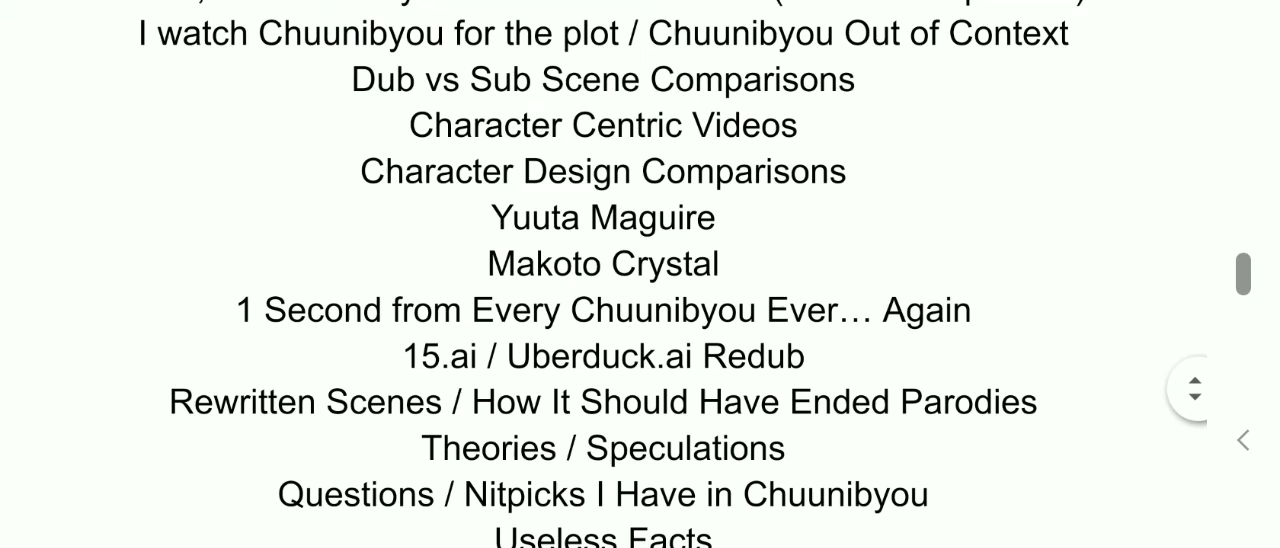 I watch Chuunibyou for the plot / Chuunibyou Out of Context
Dub vs Sub Scene Comparisons
Character Centric Videos
Character Design Comparisons
Yuuta Maguire
Makoto Crystal
1 Second from Every Chuunibyou Ever… Again
15.ai / Uberduck.ai Redub
Rewritten Scenes / How It Should Have Ended Parodies
Theories / Speculations
Questions / Nitpicks I Have in Chuunibyou
Useless Facts